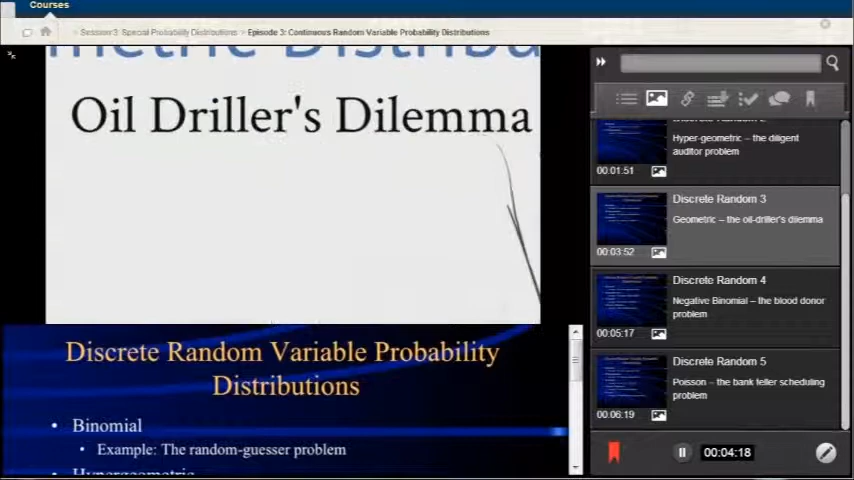 Courses
> Session 3: Special Probability Distributions > Episode 3: Continuous Random Variable Probability Distributions
metric Distribu
Oil Driller's Dilemma
Discrete Random Variable Probability
Distributions
• Binomial
• Example: The random-guesser problem
Hypergeometric
Hyper-geometric – the diligent
auditor problem
00:01:51
Discrete Random 3
Geometric – the oil-driller's dilemma
00:03:52
Discrete Random 4
Negative Binomial – the blood donor
problem
00:05:17
Discrete Random 5
Poisson – the bank teller scheduling
problem
00:06:19
00:04:18